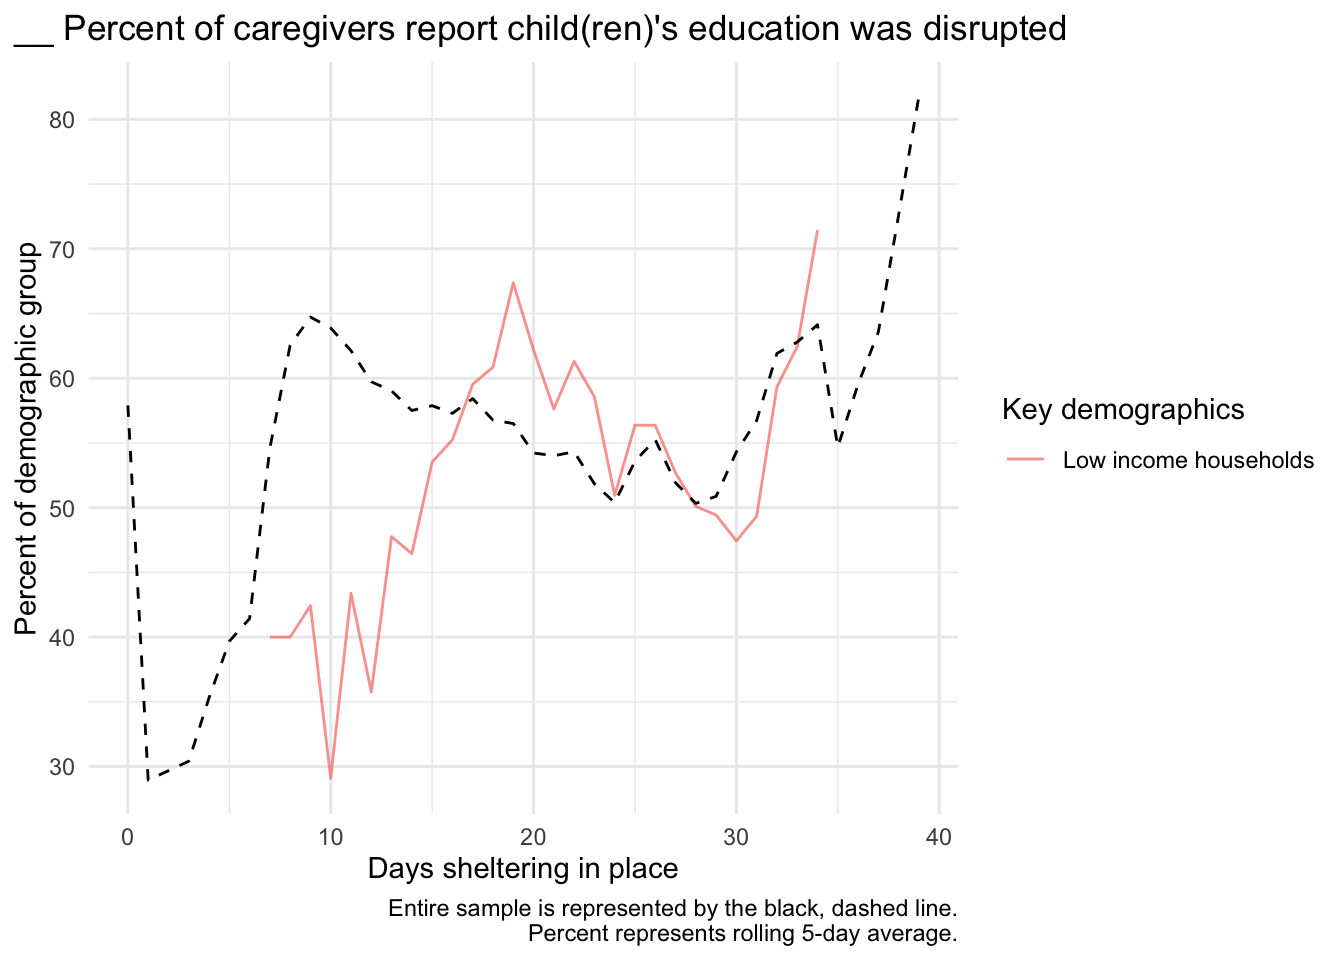 __ Percent of caregivers report child(ren)'s education was disrupted
Percent of demographic group
80
70
60
50
40
30
0 10 20 30 40
Days sheltering in place
Key demographics
Low income households
Entire sample is represented by the black, dashed line.
Percent represents rolling 5-day average.